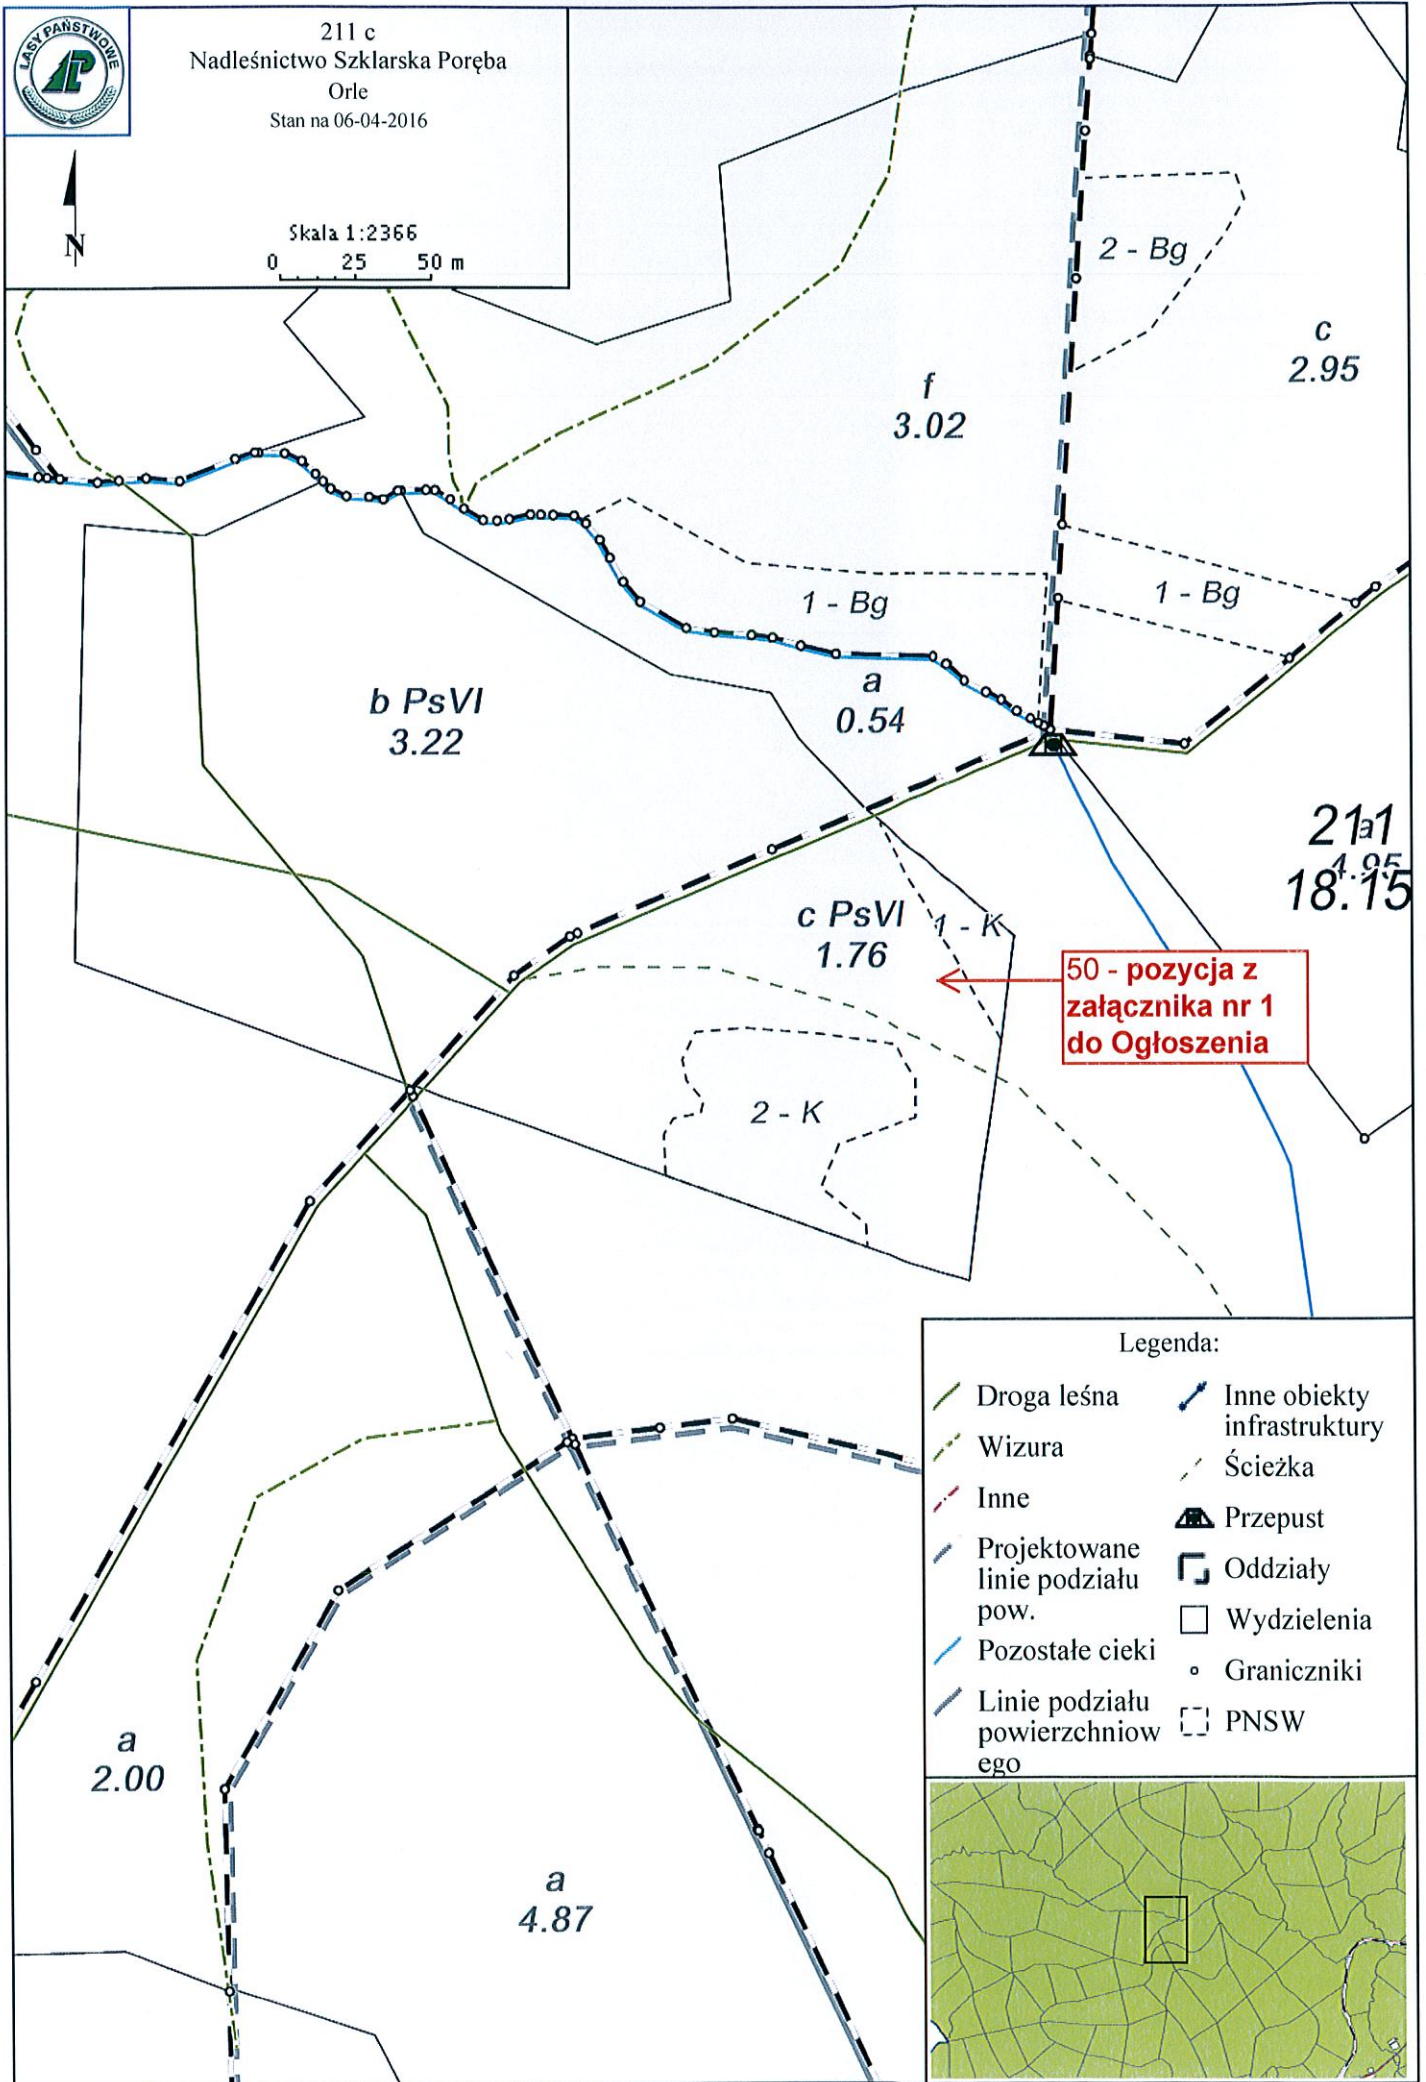 LASY PAŃSTWOWE
211 c
Nadleśnictwo Szklarska Poręba
Orle
Stan na 06-04-2016
N
Skala 1:2366
0 25 50 m
2 - Bg
c
2.95
f
3.02
1 - Bg
1 - Bg
a
0.54
b PsVI
3.22
211
a
4.95
18.15
c PsVI
1.76
1 - K
50 - pozycja z
załącznika nr 1
do Ogłoszenia
2 - K
a
2.00
a
4.87
Legenda:
Droga leśna
Wizura
Inne
Projektowane
linie podziału
pow.
Pozostałe cieki
Linie podziału
powierzchniow
ego
Inne obiekty
infrastruktury
Ścieżka
Przepust
Oddziały
Wydzielenia
Graniczniki
PNSW